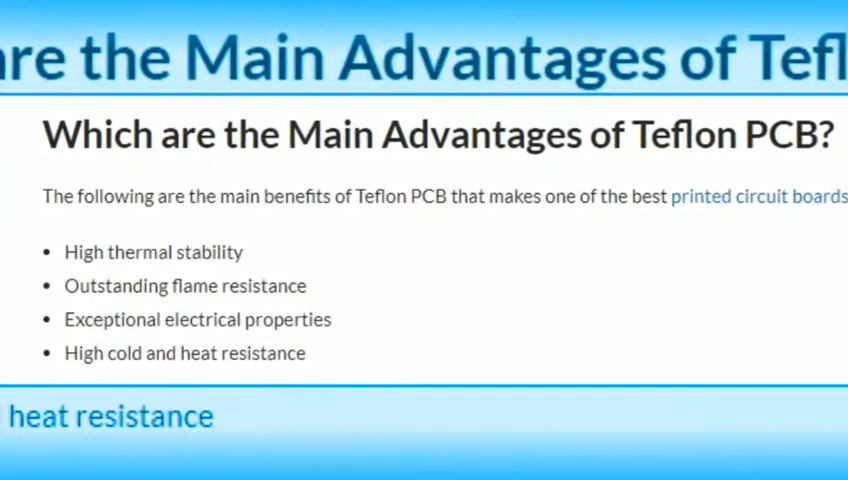 are the Main Advantages of Tefl
Which are the Main Advantages of Teflon PCB?
The following are the main benefits of Teflon PCB that makes one of the best printed circuit boards
• High thermal stability
• Outstanding flame resistance
• Exceptional electrical properties
• High cold and heat resistance
heat resistance